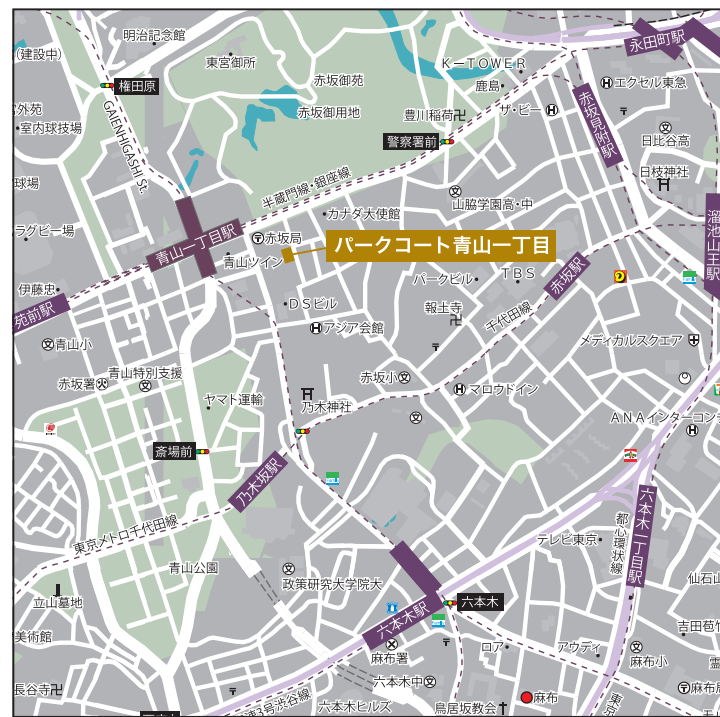 明治記念館
(建設中)
東宮御所
K-TOWER
永田町駅
権田原
赤坂御苑
鹿島
エクセル東急
外苑
赤坂御用地
豊川稲荷
ザ・ビー
赤坂見附駅
室内球技場
GAIENHIGASHI St.
警察署前
日比谷高
日枝神社
球場
半蔵門線・銀座線
山脇学園高・中
カナダ大使館
溜池山王駅
ラグビー場
青山一丁目駅
赤坂局
パークコート青山一丁目
青山ツイン
パークビル
TBS
赤坂駅
伊藤忠
DSビル
報土寺
千代田線
苑前駅
アジア会館
メディカルスクエア
青山小
青山特別支援
赤坂小
赤坂署
ヤマト運輸
マロウドイン
乃木神社
ANAインターコンチ
斎場前
乃木坂駅
六本木一丁目駅
東京メトロ千代田線
都心環状線
テレビ東京
青山公園
政策研究大学院大
仙石山
立山墓地
六本木
六本木駅
吉田苞竹
美術館
ロア
アウディ
麻布署
麻布小
霊
長谷寺
六本木中
麻布
麻布局
東3号渋谷線
六本木ヒルズ
鳥居坂教会
東京